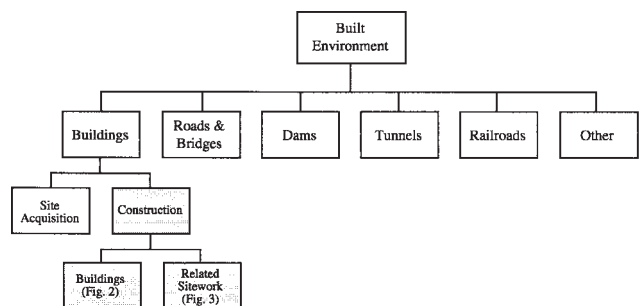 Built
Environment
Buildings
Roads &
Bridges
Dams
Tunnels
Railroads
Other
Site
Acquisition
Construction
Buildings
(Fig. 2)
Related
Sitework
(Fig. 3)